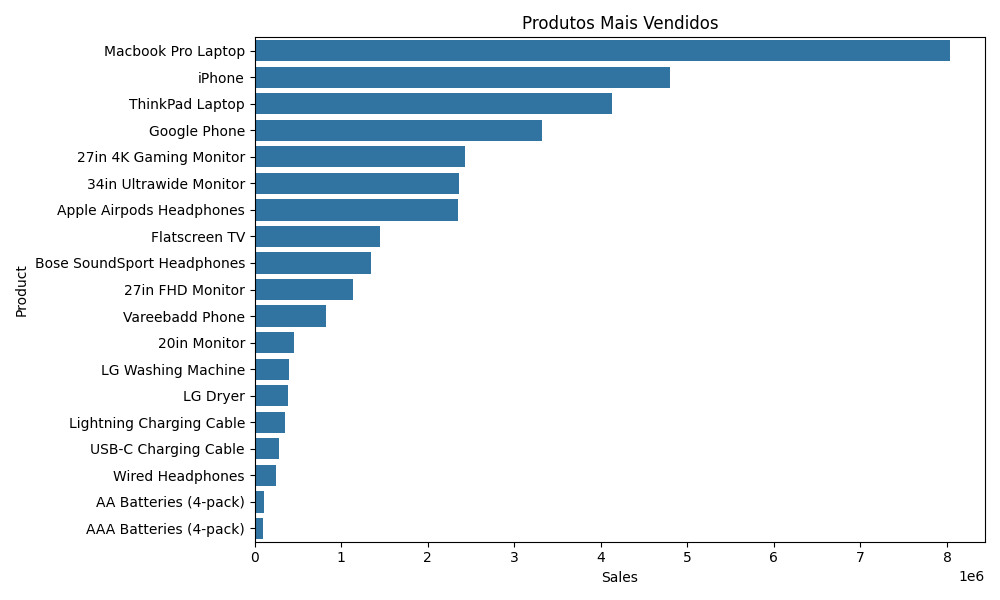 Produtos Mais Vendidos
Product
Macbook Pro Laptop
iPhone
ThinkPad Laptop
Google Phone
27in 4K Gaming Monitor
34in Ultrawide Monitor
Apple Airpods Headphones
Flatscreen TV
Bose SoundSport Headphones
27in FHD Monitor
Vareebadd Phone
20in Monitor
LG Washing Machine
LG Dryer
Lightning Charging Cable
USB-C Charging Cable
Wired Headphones
AA Batteries (4-pack)
AAA Batteries (4-pack)
0 1 2 3 4 5 6 7 8
Sales
1e6